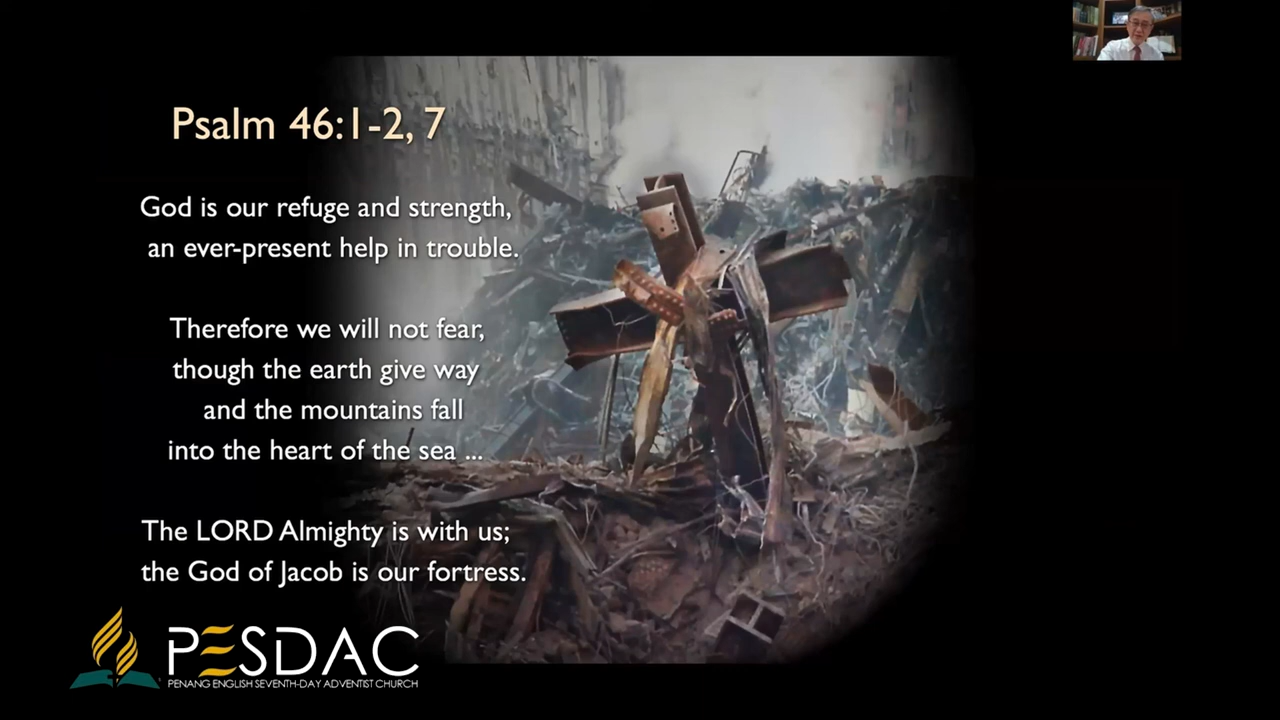 Psalm 46:1-2, 7
God is our refuge and strength,
an ever-present help in trouble.
Therefore we will not fear,
though the earth give way
and the mountains fall
into the heart of the sea ...
The LORD Almighty is with us;
the God of Jacob is our fortress.
PESDAC
PENANG ENGLISH SEVENTH-DAY ADVENTIST CHURCH